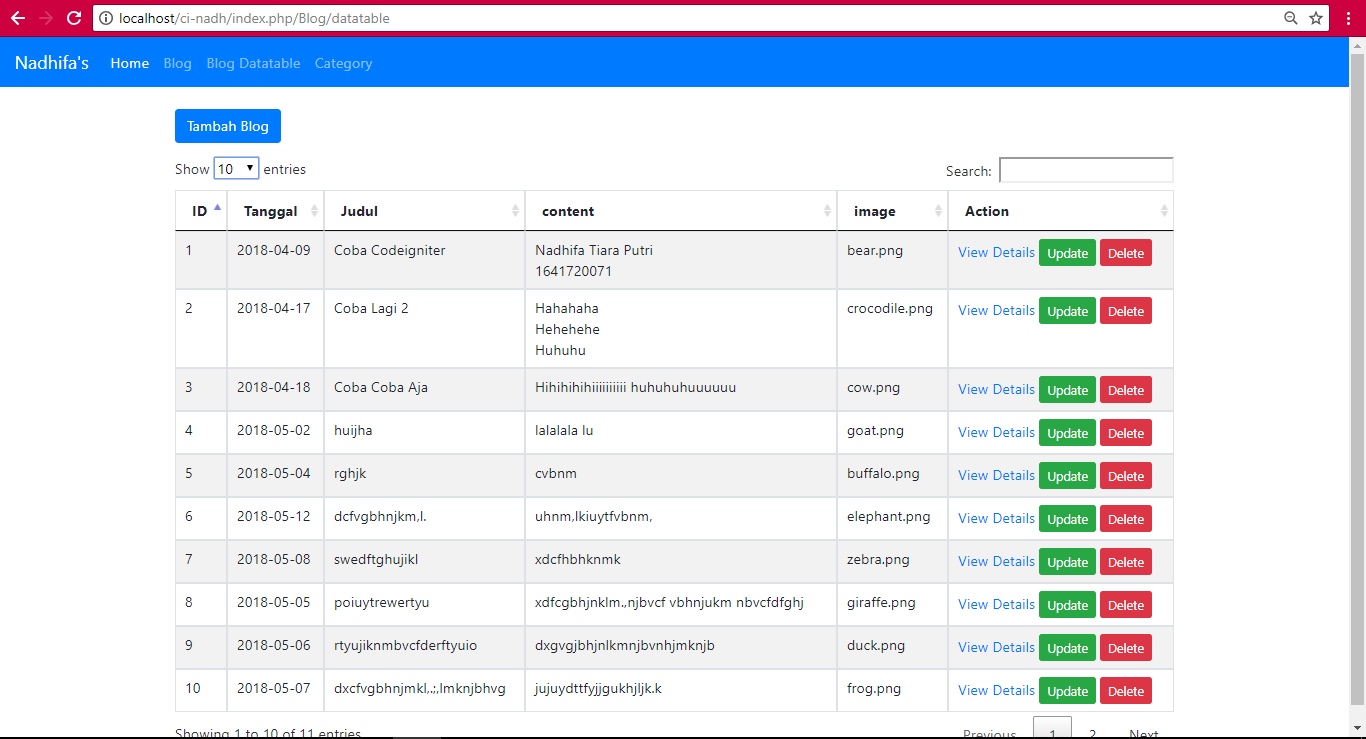 localhost/ci-nadh/index.php/Blog/datatable
Nadhifa's Home Blog Blog Datatable Category
Tambah Blog
Show 10 entries Search:
ID Tanggal Judul content image Action
1 2018-04-09 Coba Codeigniter Nadhifa Tiara Putri bear.png View Details Update Delete
1641720071
2 2018-04-17 Coba Lagi 2 Hahahaha crocodile.png View Details Update Delete
Hehehehe
Huhuhu
3 2018-04-18 Coba Coba Aja Hihihihihiiiiiiiiii huhuhuhuuuuuu cow.png View Details Update Delete
4 2018-05-02 huijha lalalala lu goat.png View Details Update Delete
5 2018-05-04 rghjk cvbnm buffalo.png View Details Update Delete
6 2018-05-12 dcfvgbhnjkm,l. uhnm,lkiuytfvbnm, elephant.png View Details Update Delete
7 2018-05-08 swedftghujikl xdcfhbhknmk zebra.png View Details Update Delete
8 2018-05-05 poiuytrewertyu xdfcgbhjnklm.,njbvcf vbhnjukm nbvcfdfghj giraffe.png View Details Update Delete
9 2018-05-06 rtyujiknmbvcfderftyuio dxgvgjbhjnlkmnjbvnhjmknjb duck.png View Details Update Delete
10 2018-05-07 dxcfvgbhnjmkl,.;,lmknjbhvg jujuydttfyjjgukhjljk.k frog.png View Details Update Delete
Showing 1 to 10 of 11 entries Previous 1 2 Next